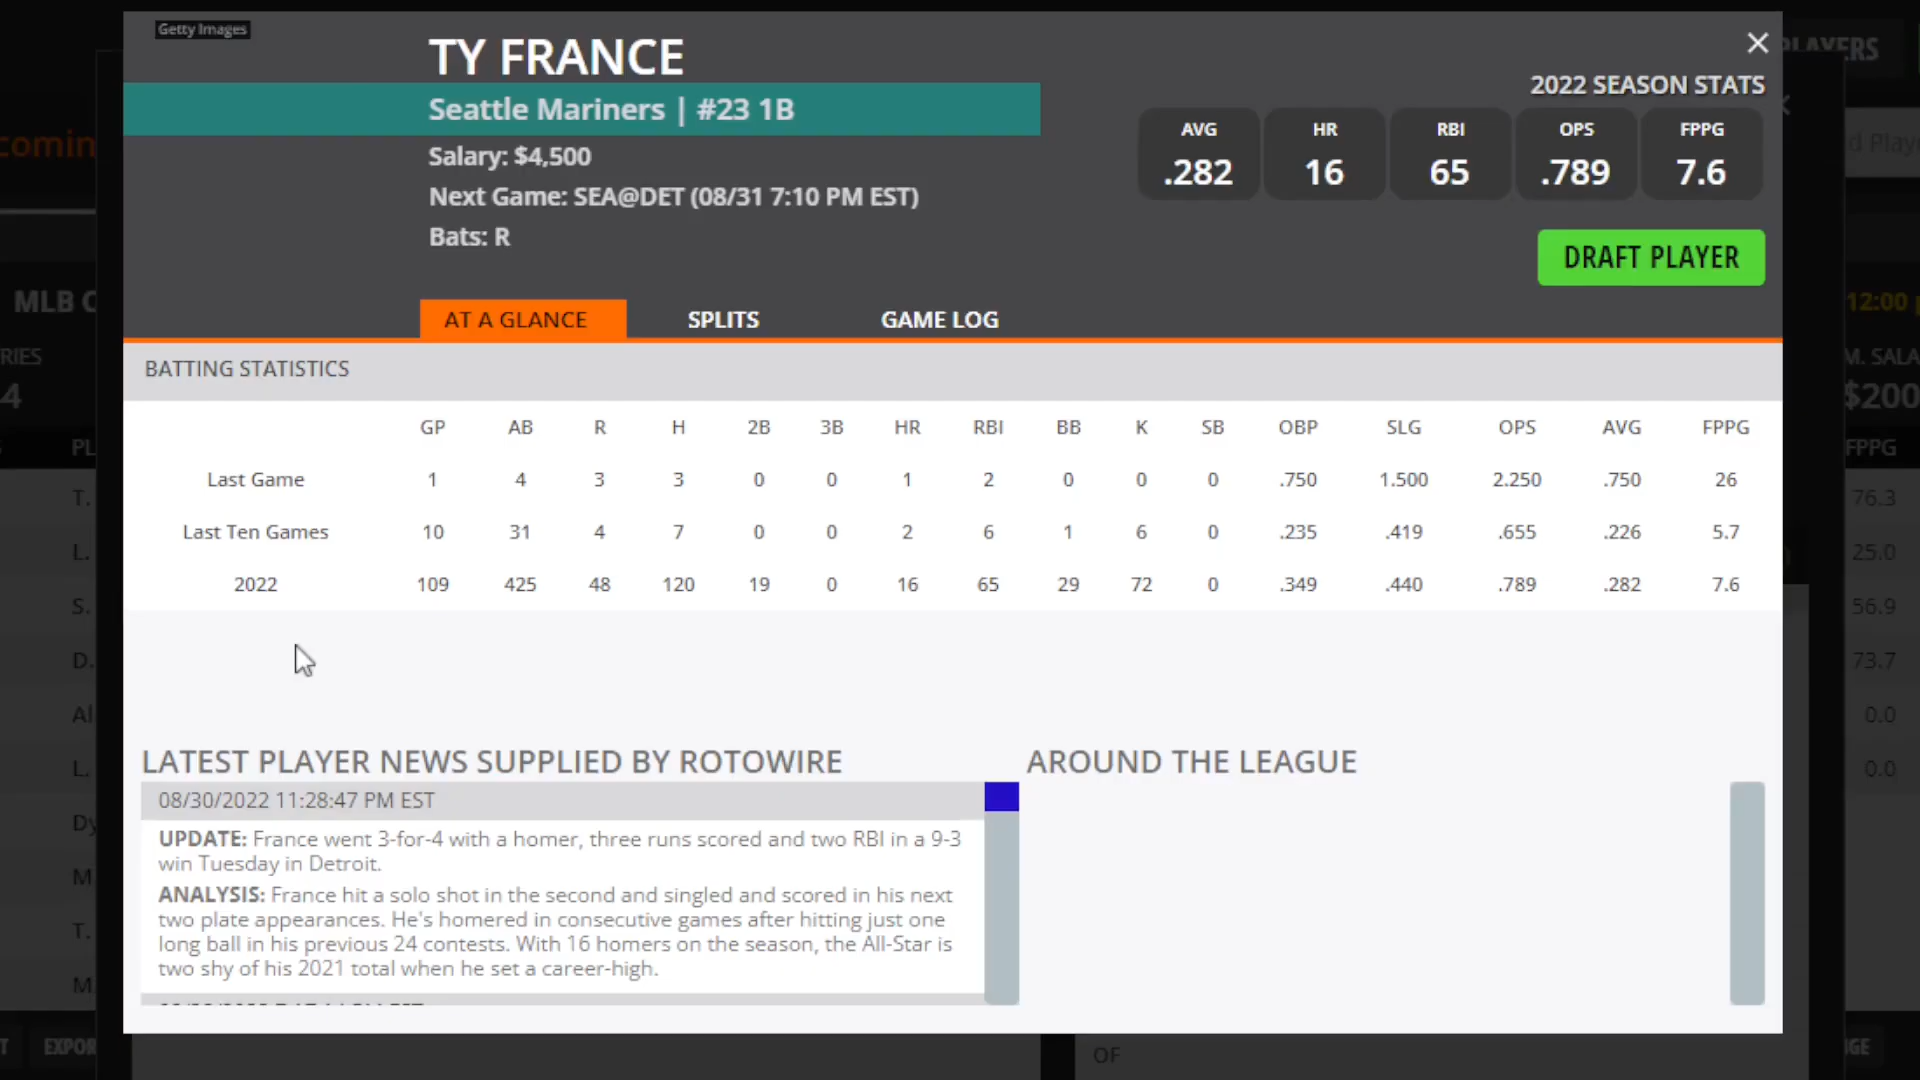 Getty Images
TY FRANCE
Seattle Mariners | #23 1B
Salary: $4,500
Next Game: SEA@DET (08/31 7:10 PM EST)
Bats: R
2022 SEASON STATS
AVG HR RBI OPS FPPG
.282 16 65 .789 7.6
DRAFT PLAYER
AT A GLANCE SPLITS GAME LOG
BATTING STATISTICS
GP AB R H 2B 3B HR RBI BB K SB OBP SLG OPS AVG FPPG
Last Game 1 4 3 3 0 0 1 2 0 0 0 .750 1.500 2.250 .750 26
Last Ten Games 10 31 4 7 0 0 2 6 1 6 0 .235 .419 .655 .226 5.7
2022 109 425 48 120 19 0 16 65 29 72 0 .349 .440 .789 .282 7.6
LATEST PLAYER NEWS SUPPLIED BY ROTOWIRE
08/30/2022 11:28:47 PM EST
UPDATE: France went 3-for-4 with a homer, three runs scored and two RBI in a 9-3
win Tuesday in Detroit.
ANALYSIS: France hit a solo shot in the second and singled and scored in his next
two plate appearances. He's homered in consecutive games after hitting just one
long ball in his previous 24 contests. With 16 homers on the season, the All-Star is
two shy of his 2021 total when he set a career-high.
AROUND THE LEAGUE
MLB C
4
PL
T.
L.
S.
D.
Al
L.
Dy
M
T.
M
12:00
$200
FPPG
76.3
25.0
56.9
73.7
0.0
0.0
OF